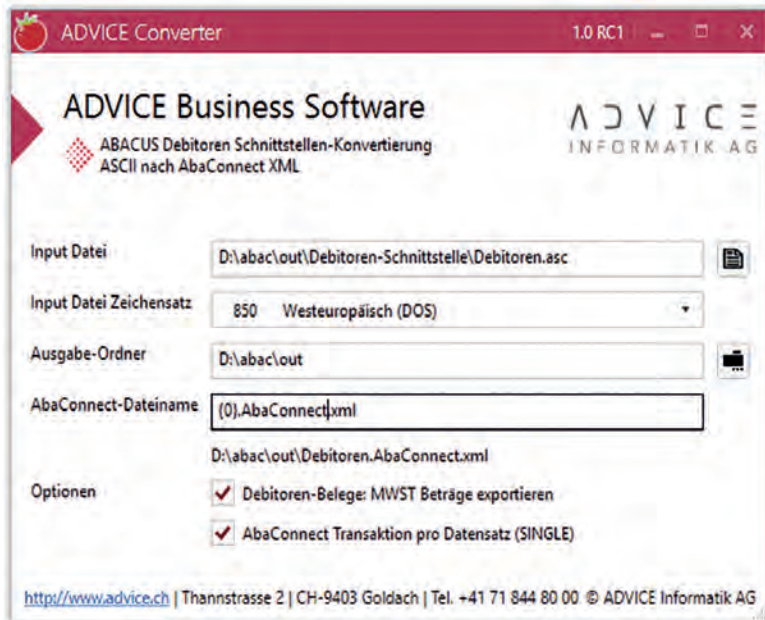 ADVICE Converter 1.0 RC1
ADVICE Business Software
ADVICE
INFORMATIK AG
ABACUS Debitoren Schnittstellen-Konvertierung
ASCII nach AbaConnect XML
Input Datei D:\abac\out\Debitoren-Schnittstelle\Debitoren.asc
Input Datei Zeichensatz 850 Westeuropäisch (DOS)
Ausgabe-Ordner D:\abac\out
AbaConnect-Dateiname {0}.AbaConnect.xml
D:\abac\out\Debitoren.AbaConnect.xml
Optionen Debitoren-Belege: MWST Beträge exportieren
AbaConnect Transaktion pro Datensatz (SINGLE)
http://www.advice.ch | Thannstrasse 2 | CH-9403 Goldach | Tel. +41 71 844 80 00 © ADVICE Informatik AG